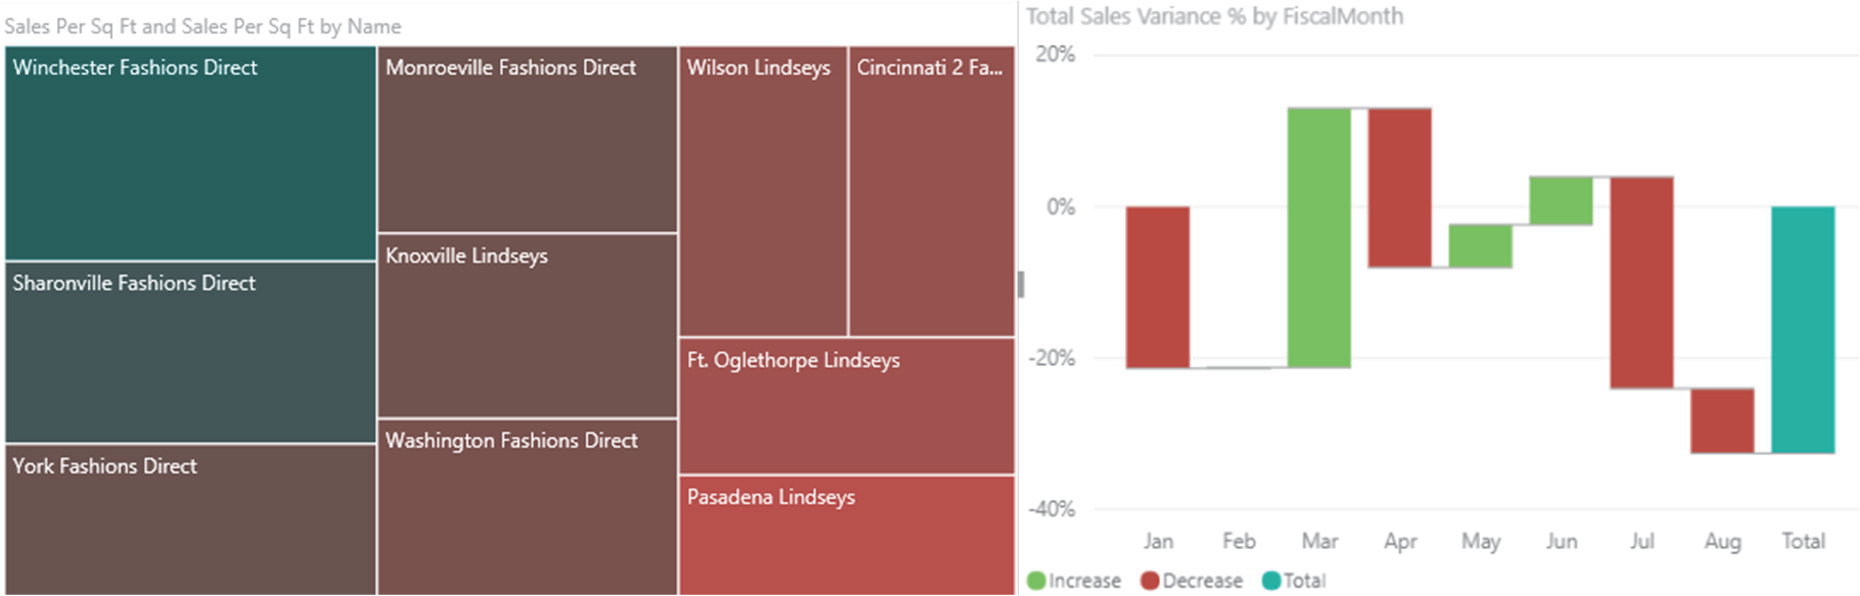 Sales Per Sq Ft and Sales Per Sq Ft by Name
Winchester Fashions Direct
Sharonville Fashions Direct
York Fashions Direct
Monroeville Fashions Direct
Knoxville Lindseys
Washington Fashions Direct
Wilson Lindseys
Cincinnati 2 Fa...
Ft. Oglethorpe Lindseys
Pasadena Lindseys
Total Sales Variance % by FiscalMonth
20%
0%
-20%
-40%
Jan Feb Mar Apr May Jun Jul Aug Total
Increase Decrease Total